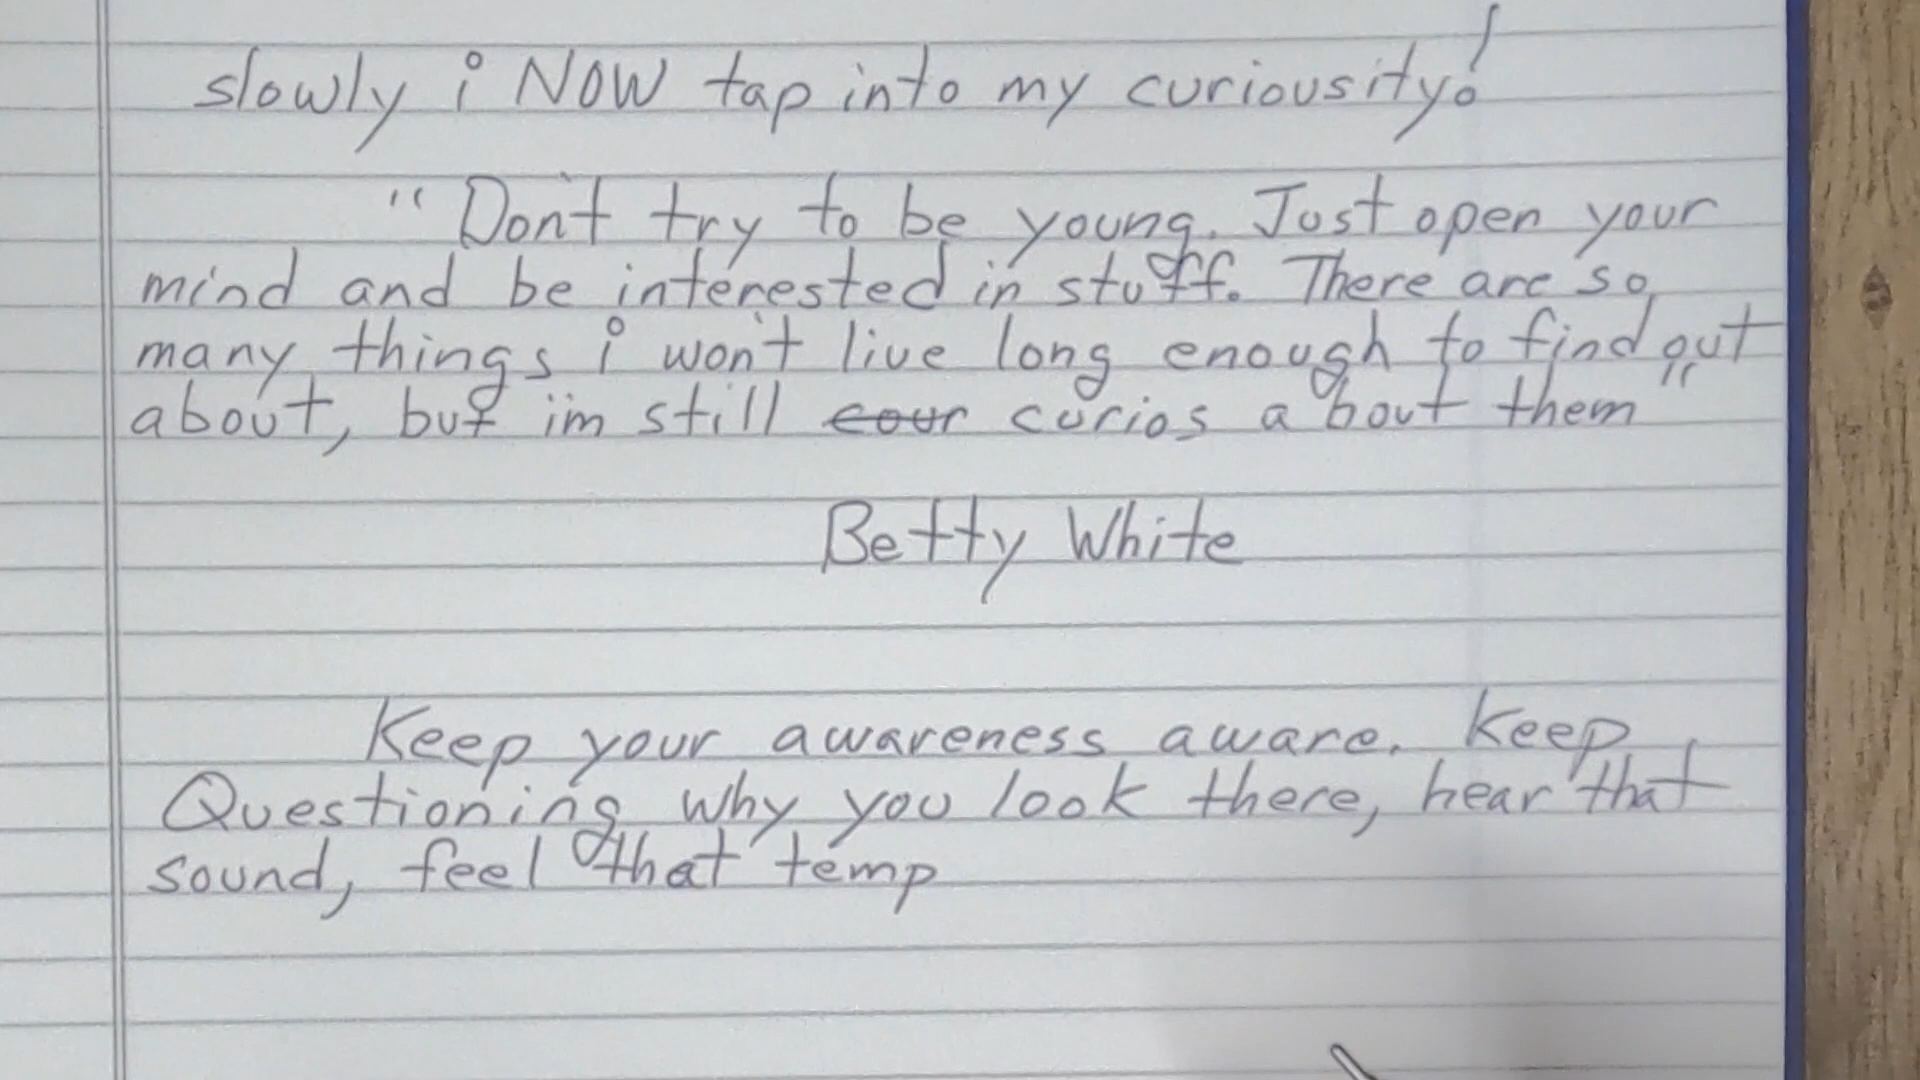 slowly i NOW tap into my curiousity!
"Don't try to be young. Just open your
mind and be interested in stuff. There are so
many things i won't live long enough to find out
about, but i'm still cour curios about them"
Betty White
Keep your awareness aware. Keep
Questioning why you look there, hear that
sound, feel that temp